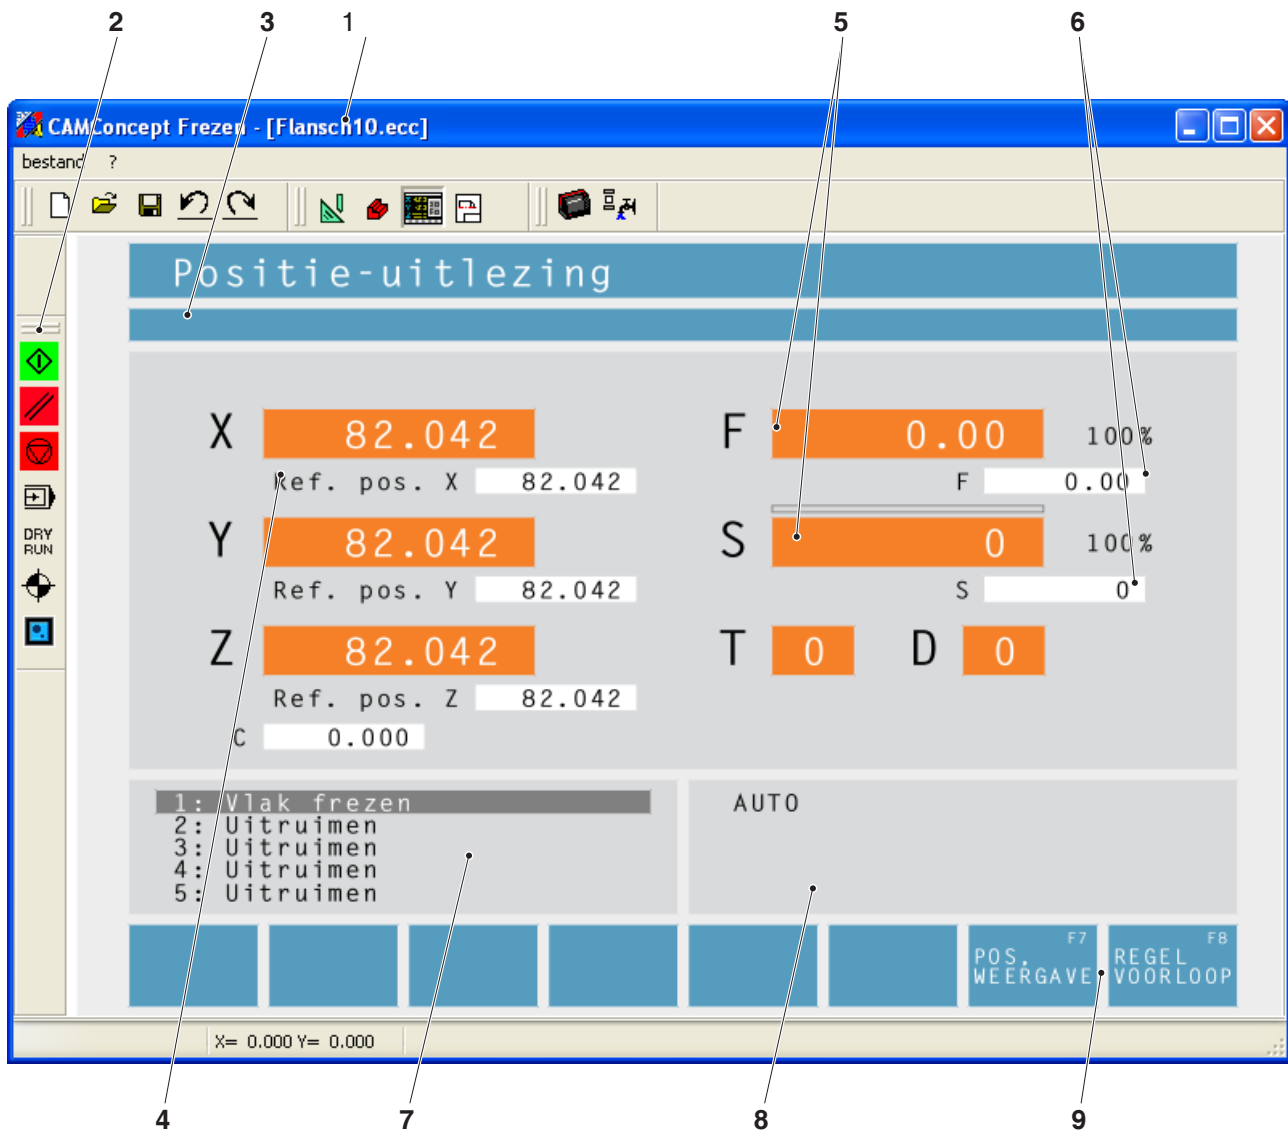 2 3 1 5 6
CAMConcept Frezen - [Flansch10.ecc]
bestand ?
Positie-uitlezing
X 82.042 F 0.00 100%
Ref. pos. X 82.042 F 0.00
DRY RUN
Y 82.042 S 0 100%
Ref. pos. Y 82.042 S 0
Z 82.042 T 0 D 0
Ref. pos. Z 82.042
C 0.000
1: Vlak frezen
2: Uitruimen
3: Uitruimen
4: Uitruimen
5: Uitruimen
AUTO
F7
POS.
WEERGAVE
F8
REGEL
VOORLOOP
X= 0.000 Y= 0.000
4 7 8 9